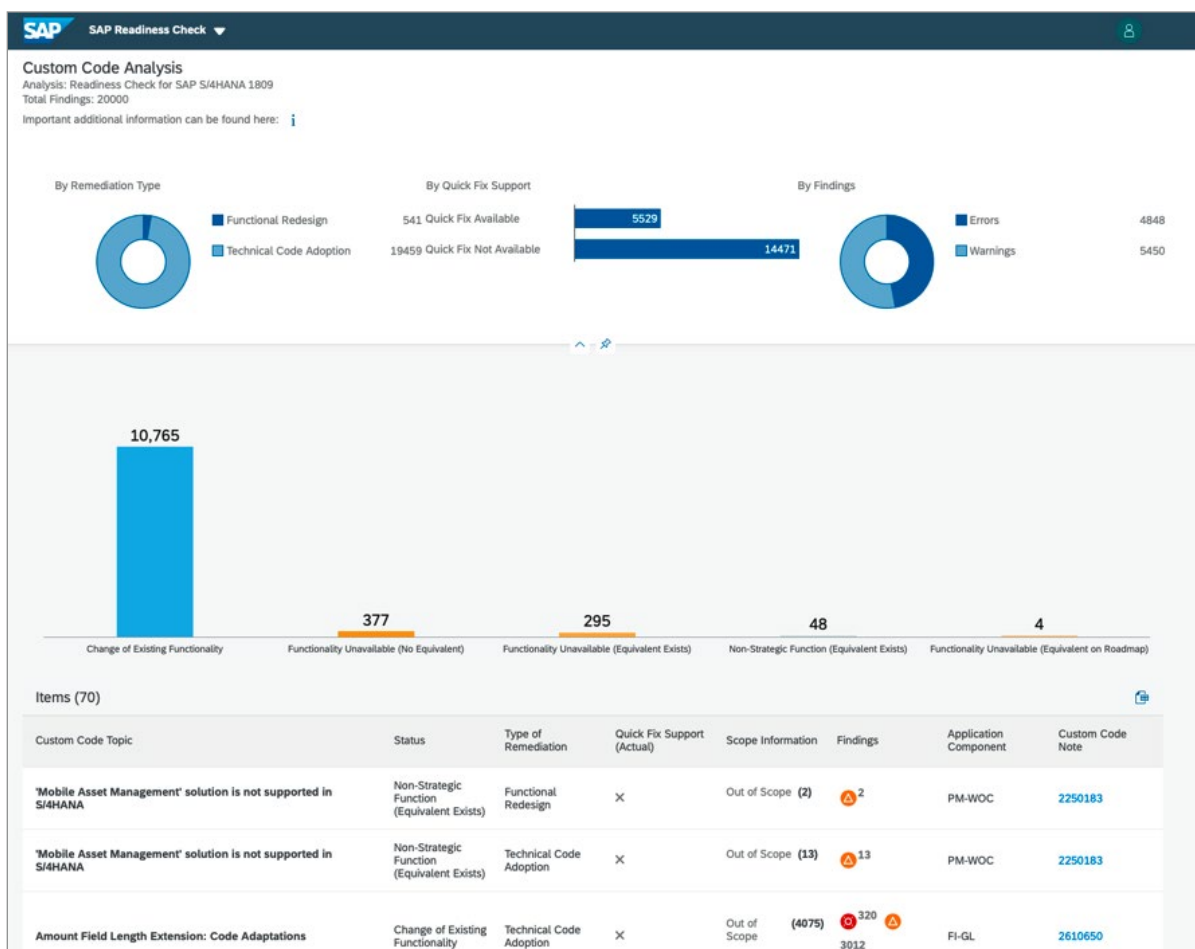 SAP SAP Readiness Check
Custom Code Analysis
Analysis: Readiness Check for SAP S/4HANA 1809
Total Findings: 20000
Important additional information can be found here: i
By Remediation Type
Functional Redesign 541
Technical Code Adoption 19459
By Quick Fix Support
Quick Fix Available 5529
Quick Fix Not Available 14471
By Findings
Errors 4848
Warnings 5450
10,765
377
295
48
4
Change of Existing Functionality
Functionality Unavailable (No Equivalent)
Functionality Unavailable (Equivalent Exists)
Non-Strategic Function (Equivalent Exists)
Functionality Unavailable (Equivalent on Roadmap)
Items (70)
Custom Code Topic
Status
Type of
Remediation
Quick Fix Support
(Actual)
Scope Information
Findings
Application
Component
Custom Code
Note
'Mobile Asset Management' solution is not supported in
S/4HANA
Non-Strategic
Function
(Equivalent Exists)
Functional
Redesign
Out of Scope (2)
2
PM-WOC
2250183
'Mobile Asset Management' solution is not supported in
S/4HANA
Non-Strategic
Function
(Equivalent Exists)
Technical Code
Adoption
Out of Scope (13)
13
PM-WOC
2250183
Amount Field Length Extension: Code Adaptations
Change of Existing
Functionality
Technical Code
Adoption
Out of
Scope
(4075)
320
3012
FI-GL
2610650